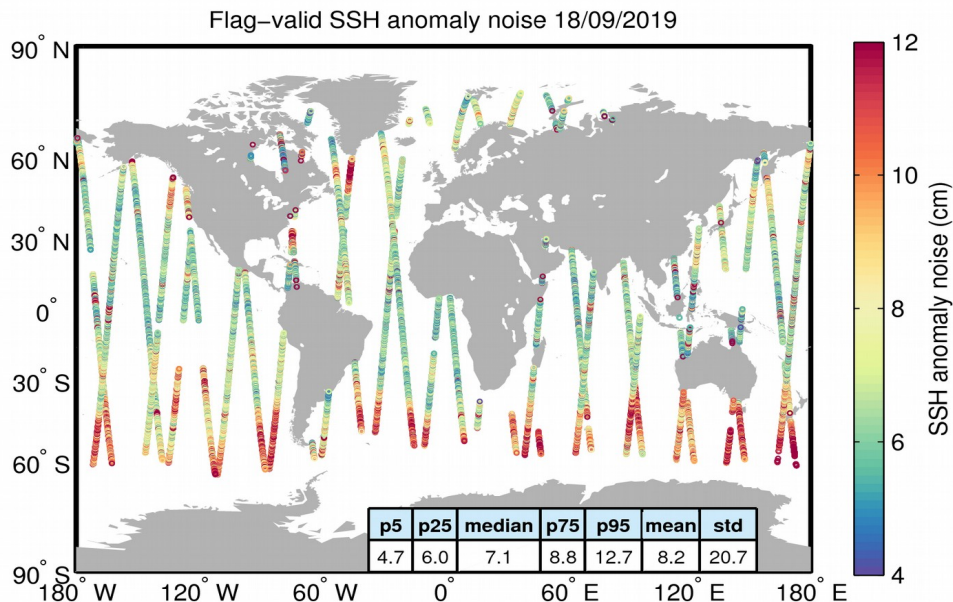 Flag−valid SSH anomaly noise 18/09/2019
90° N
60° N
30° N
0°
30° S
60° S
90° S
180° W
120° W
60° W
0°
60° E
120° E
180° E
p5 p25 median p75 p95 mean std
4.7 6.0 7.1 8.8 12.7 8.2 20.7
12
10
8
6
4
SSH anomaly noise (cm)